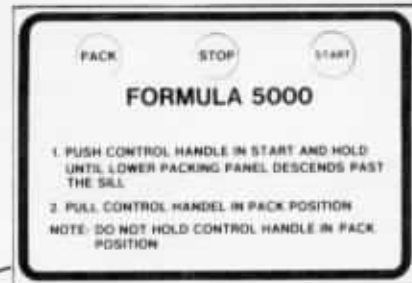 PACK STOP START
FORMULA 5000
1. PUSH CONTROL HANDLE IN START AND HOLD
UNTIL LOWER PACKING PANEL DESCENDS PAST
THE SILL
2. PULL CONTROL HANDEL IN PACK POSITION
NOTE: DO NOT HOLD CONTROL HANDLE IN PACK
POSITION